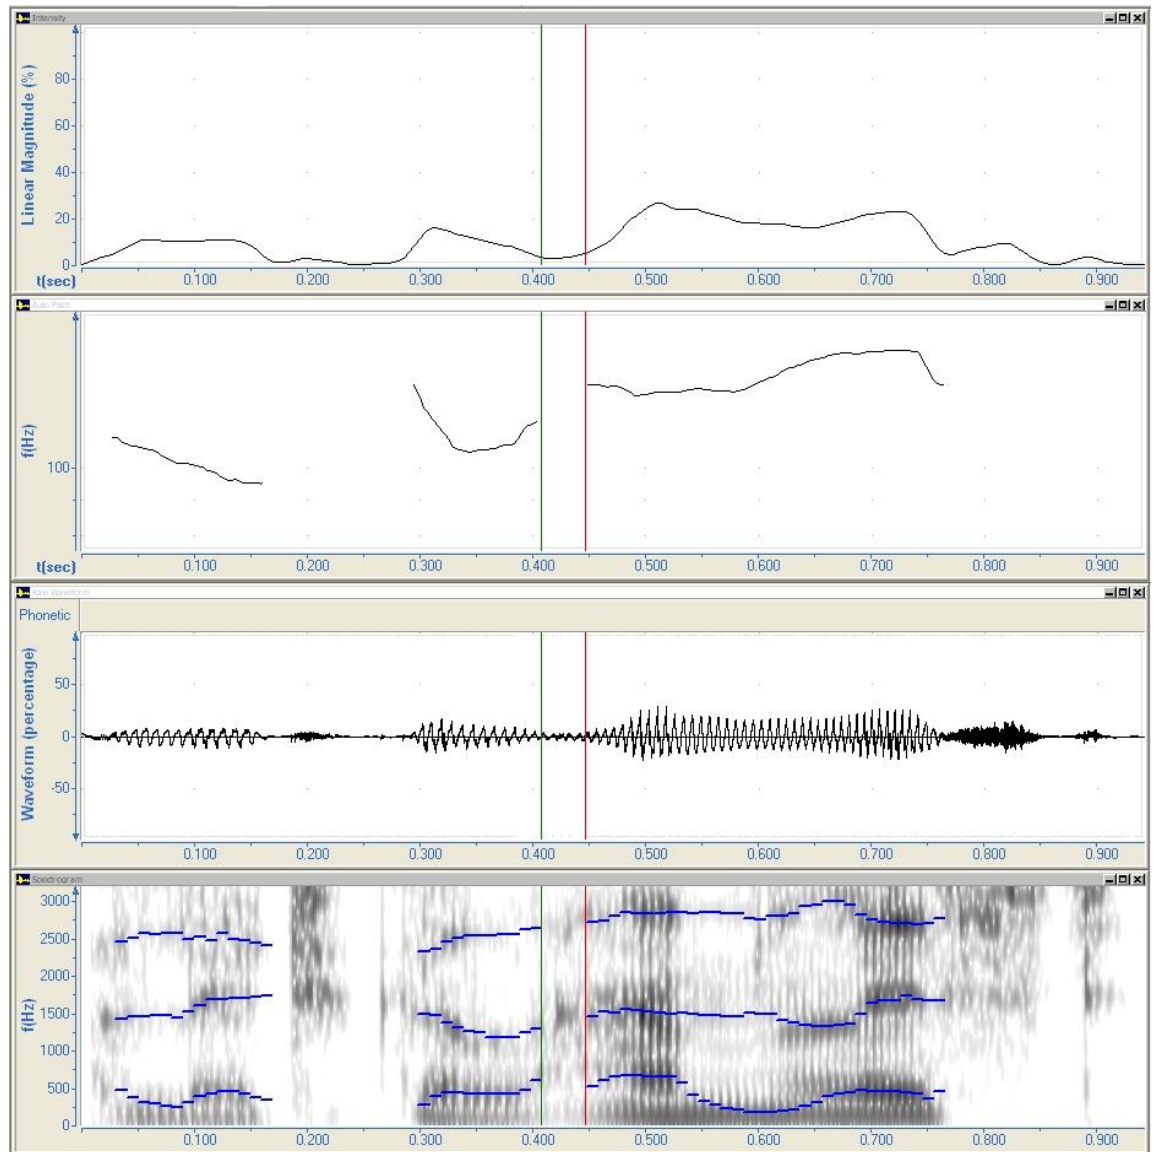 Intensity
Linear Magnitude (%)
80
60
40
20
0
t(sec) 0.100 0.200 0.300 0.400 0.500 0.600 0.700 0.800 0.900
Auto Pitch
f(Hz)
100
t(sec) 0.100 0.200 0.300 0.400 0.500 0.600 0.700 0.800 0.900
Raw Waveform
Phonetic
Waveform (percentage)
50
0
-50
0.100 0.200 0.300 0.400 0.500 0.600 0.700 0.800 0.900
Spectrogram
f(Hz)
3000
2500
2000
1500
1000
500
0
0.100 0.200 0.300 0.400 0.500 0.600 0.700 0.800 0.900